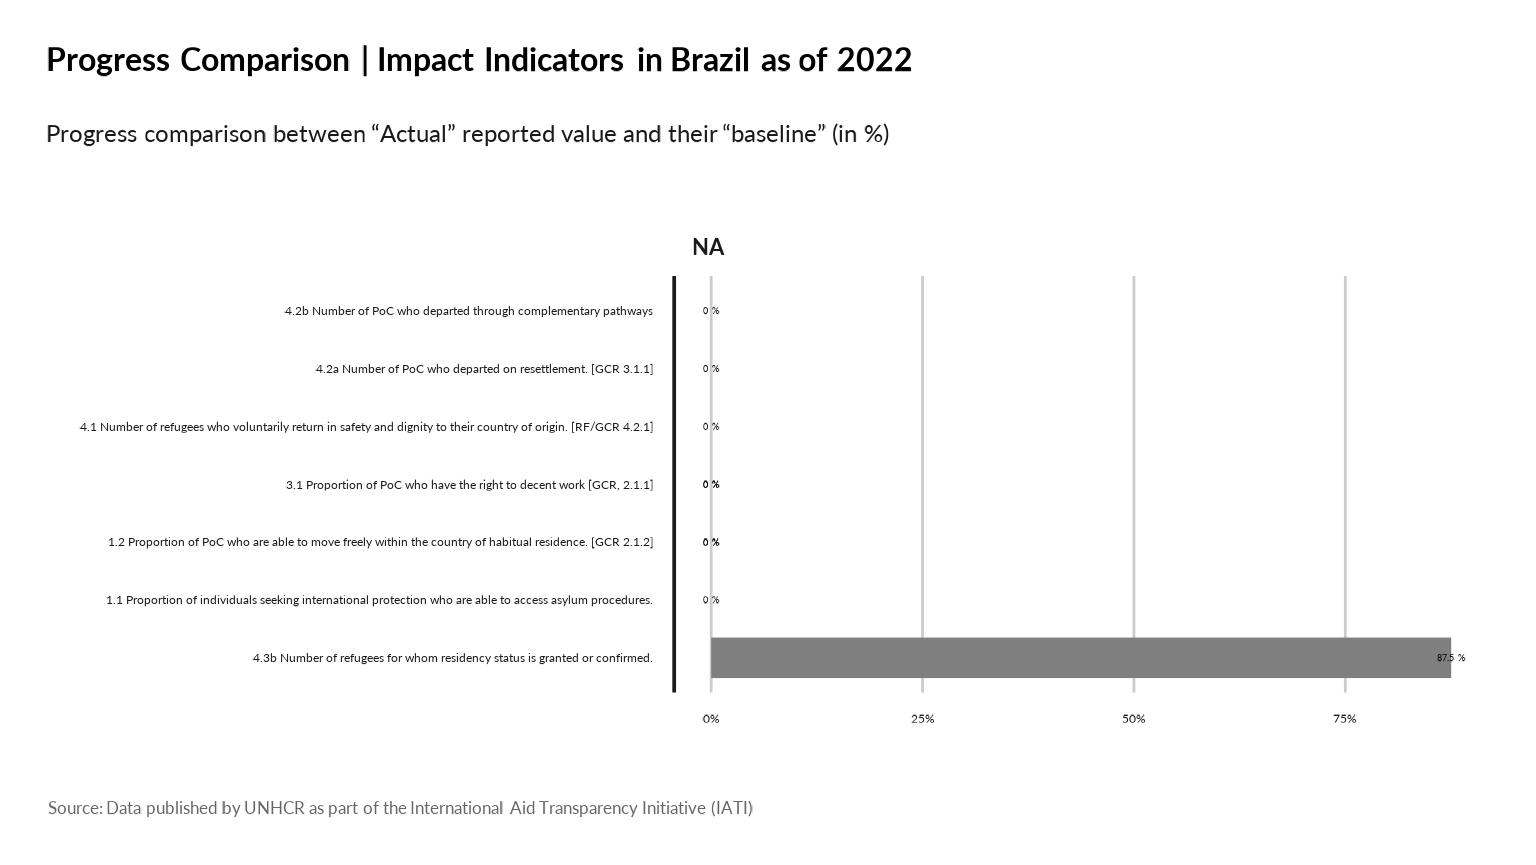 Progress Comparison | Impact Indicators in Brazil as of 2022
Progress comparison between “Actual” reported value and their “baseline” (in %)
NA
4.2b Number of PoC who departed through complementary pathways 0 %
4.2a Number of PoC who departed on resettlement. [GCR 3.1.1] 0 %
4.1 Number of refugees who voluntarily return in safety and dignity to their country of origin. [RF/GCR 4.2.1] 0 %
3.1 Proportion of PoC who have the right to decent work [GCR, 2.1.1] 0 %
1.2 Proportion of PoC who are able to move freely within the country of habitual residence. [GCR 2.1.2] 0 %
1.1 Proportion of individuals seeking international protection who are able to access asylum procedures. 0 %
4.3b Number of refugees for whom residency status is granted or confirmed. 87.5 %
0% 25% 50% 75%
Source: Data published by UNHCR as part of the International Aid Transparency Initiative (IATI)